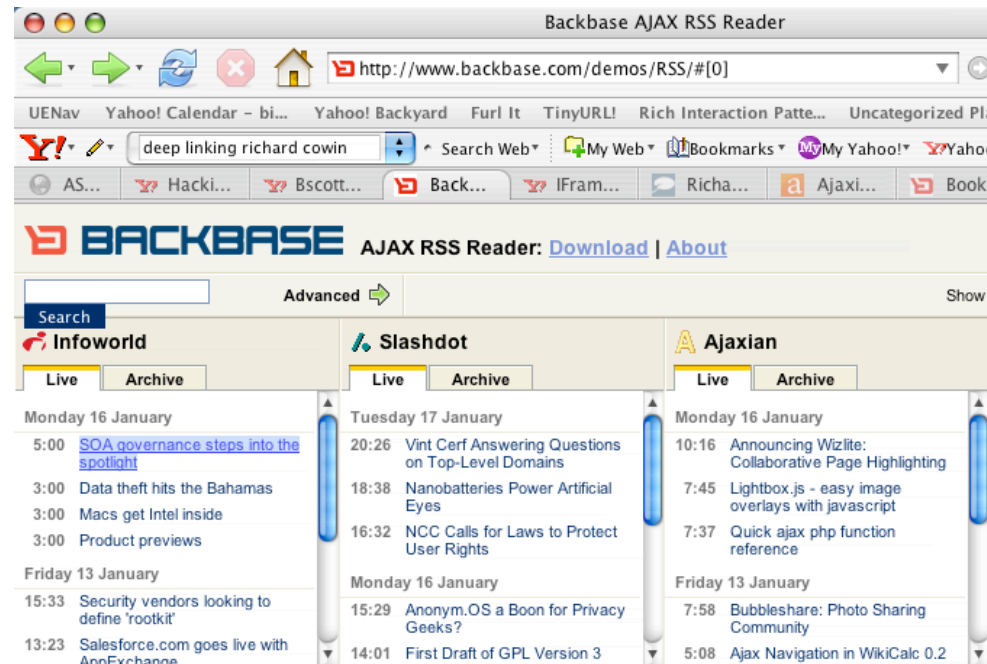 Backbase AJAX RSS Reader
http://www.backbase.com/demos/RSS/#[0]
UENav Yahoo! Calendar – bi... Yahoo! Backyard Furl It TinyURL! Rich Interaction Patte... Uncategorized Pl
Y! deep linking richard cowin Search Web My Web Bookmarks My My Yahoo! Y? Yahoo
AS... Y? Hacki... Y? Bscott... Back... Y? IFram... Richa... a Ajaxi... Book
BACKBASE AJAX RSS Reader: Download | About
Advanced Show
Search
Infoworld
Live Archive
Monday 16 January
5:00 SOA governance steps into the
spotlight
3:00 Data theft hits the Bahamas
3:00 Macs get Intel inside
3:00 Product previews
Friday 13 January
15:33 Security vendors looking to
define 'rootkit'
13:23 Salesforce.com goes live with
AppExchange
Slashdot
Live Archive
Tuesday 17 January
20:26 Vint Cerf Answering Questions
on Top-Level Domains
18:38 Nanobatteries Power Artificial
Eyes
16:32 NCC Calls for Laws to Protect
User Rights
Monday 16 January
15:29 Anonym.OS a Boon for Privacy
Geeks?
14:01 First Draft of GPL Version 3
Ajaxian
Live Archive
Monday 16 January
10:16 Announcing Wizlite:
Collaborative Page Highlighting
7:45 Lightbox.js - easy image
overlays with javascript
7:37 Quick ajax php function
reference
Friday 13 January
7:58 Bubbleshare: Photo Sharing
Community
5:08 Ajax Navigation in WikiCalc 0.2